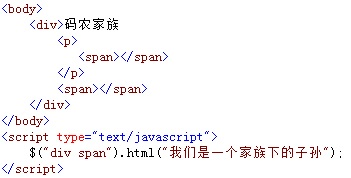 <body>
<div>码农家族
<p>
<span></span>
</p>
<span></span>
</div>
</body>
<script type="text/javascript">
$("div span").html("我们是一个家族下的子孙");
</script>